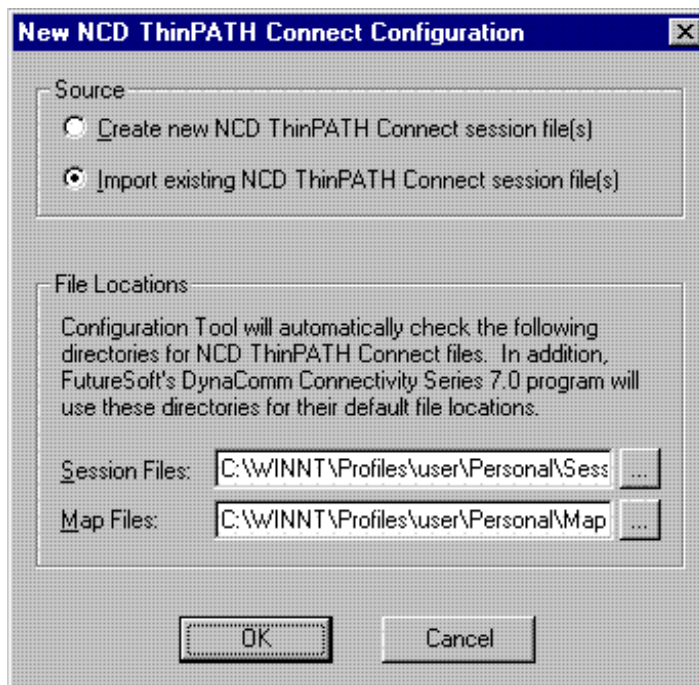 New NCD ThinPATH Connect Configuration
Source
Create new NCD ThinPATH Connect session file(s)
Import existing NCD ThinPATH Connect session file(s)
File Locations
Configuration Tool will automatically check the following
directories for NCD ThinPATH Connect files. In addition,
FutureSoft's DynaComm Connectivity Series 7.0 program will
use these directories for their default file locations.
Session Files: C:\WINNT\Profiles\user\Personal\Sess ...
Map Files: C:\WINNT\Profiles\user\Personal\Map ...
OK Cancel